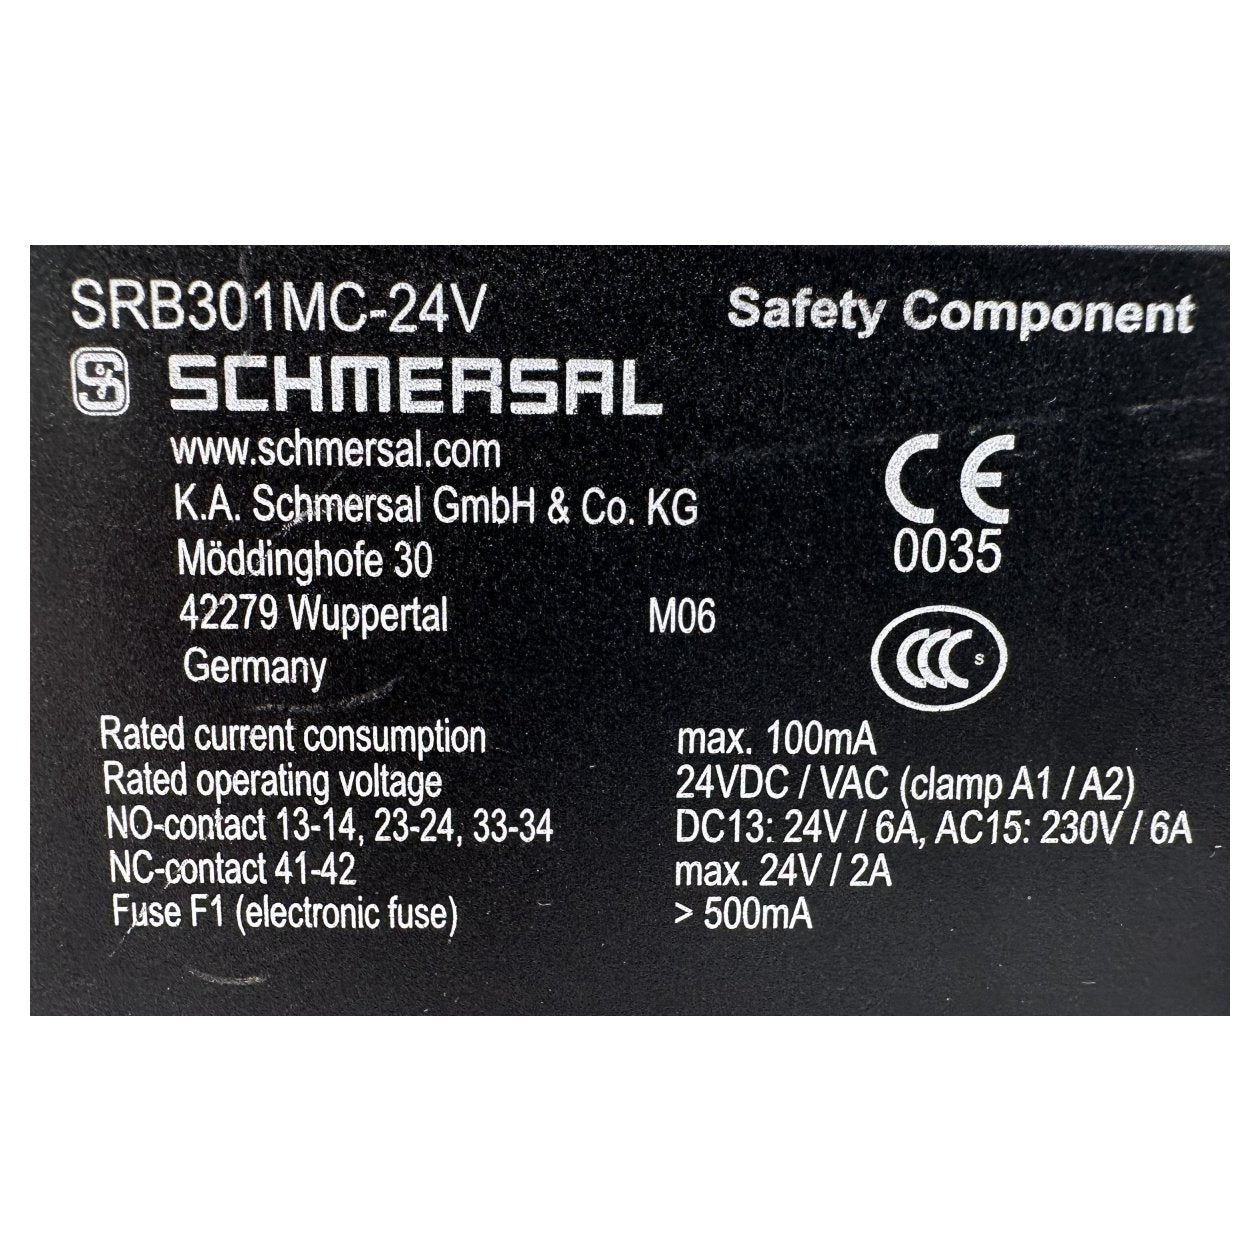 SRB301MC-24V
Safety Component
SCHMERSAL
www.schmersal.com
K.A. Schmersal GmbH & Co. KG
Möddinghofe 30
42279 Wuppertal
Germany
M06
CE
0035
CCC S
Rated current consumption max. 100mA
Rated operating voltage 24VDC / VAC (clamp A1 / A2)
NO-contact 13-14, 23-24, 33-34 DC13: 24V / 6A, AC15: 230V / 6A
NC-contact 41-42 max. 24V / 2A
Fuse F1 (electronic fuse) > 500mA